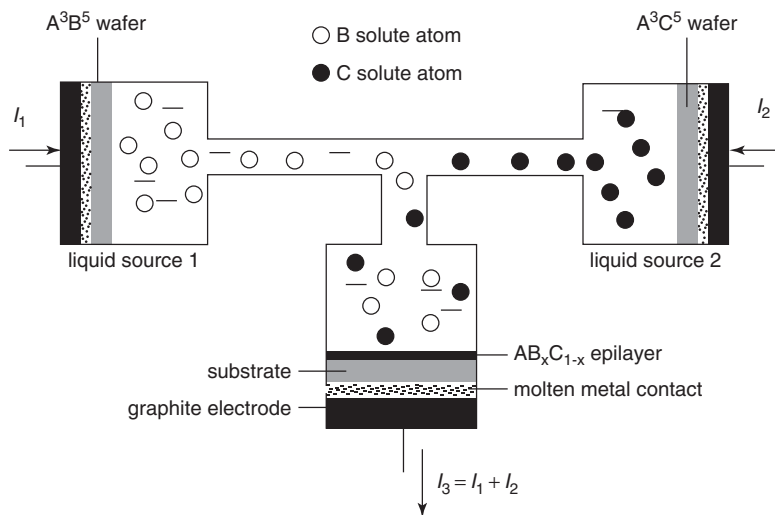 A³B⁵ wafer
B solute atom
C solute atom
A³C⁵ wafer
I₁
I₂
liquid source 1
liquid source 2
ABₓC₁₋ₓ epilayer
substrate
molten metal contact
graphite electrode
I₃ = I₁ + I₂